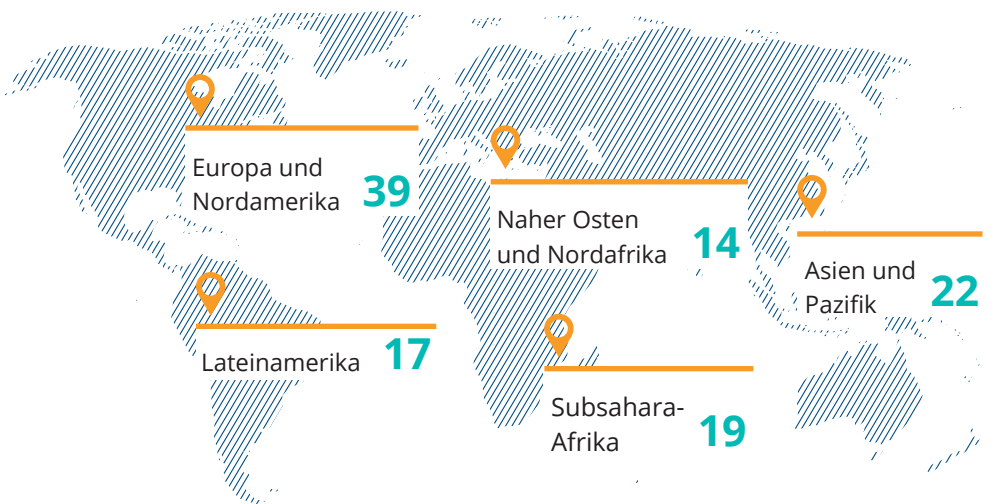 Europa und
Nordamerika 39
Naher Osten
und Nordafrika 14
Asien und
Pazifik 22
Lateinamerika 17
Subsahara-
Afrika 19